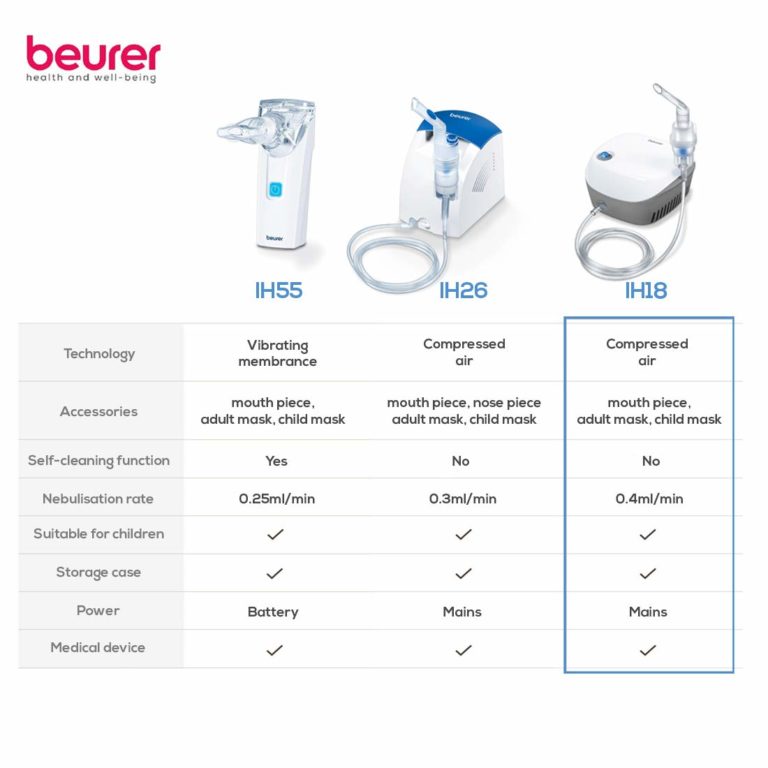 beurer
health and well-being
beurer
beurer
beurer
IH55
IH26
IH18
Technology
Vibrating
membrance
Compressed
air
Compressed
air
Accessories
mouth piece,
adult mask, child mask
mouth piece, nose piece
adult mask, child mask
mouth piece,
adult mask, child mask
Self-cleaning function
Yes
No
No
Nebulisation rate
0.25ml/min
0.3ml/min
0.4ml/min
Suitable for children
Storage case
Power
Battery
Mains
Mains
Medical device